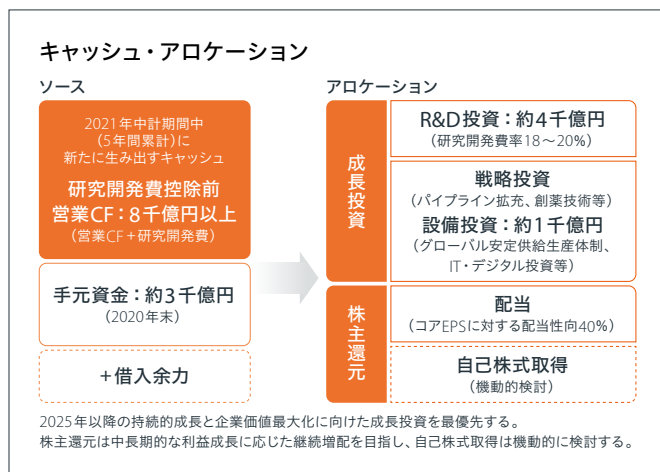 キャッシュ・アロケーション
ソース
2021年中計期間中
(5年間累計)に
新たに生み出すキャッシュ
研究開発費控除前
営業CF：8千億円以上
(営業CF＋研究開発費)
手元資金：約3千億円
(2020年末)
＋借入余力
アロケーション
成長投資
R&D投資：約4千億円
(研究開発費率18～20%)
戦略投資
(パイプライン拡充、創薬技術等)
設備投資：約1千億円
(グローバル安定供給生産体制、
IT・デジタル投資等)
株主還元
配当
(コアEPSに対する配当性向40%)
自己株式取得
(機動的検討)
2025年以降の持続的成長と企業価値最大化に向けた成長投資を最優先する。
株主還元は中長期的な利益成長に応じた継続増配を目指し、自己株式取得は機動的に検討する。